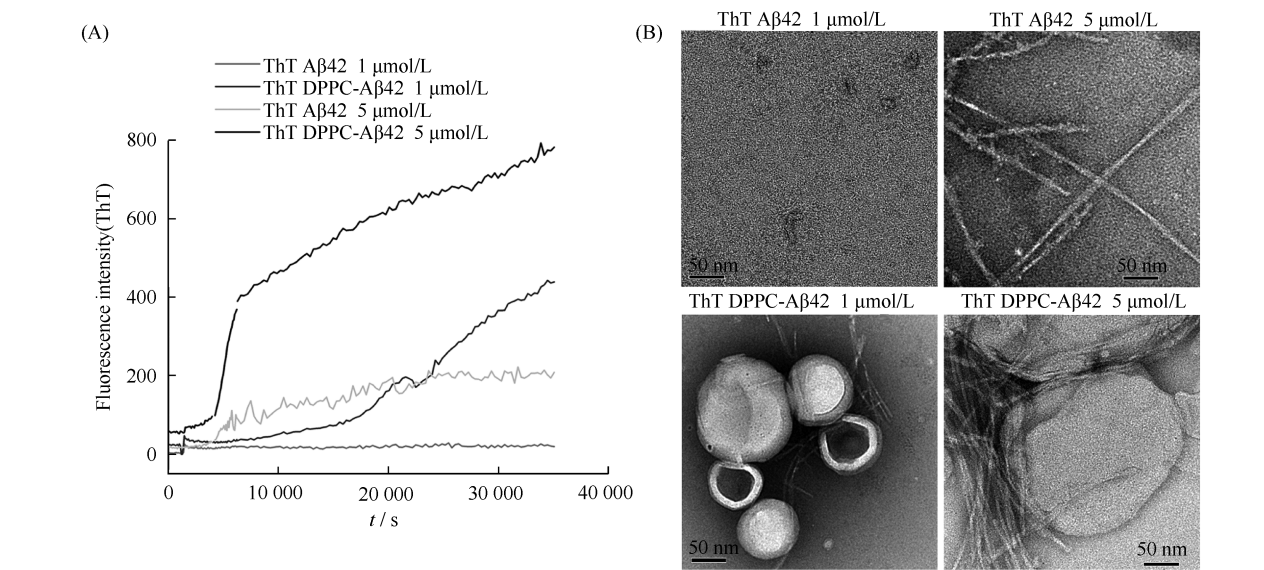 (A)
ThT Aβ42 1 μmol/L
ThT DPPC-Aβ42 1 μmol/L
ThT Aβ42 5 μmol/L
ThT DPPC-Aβ42 5 μmol/L
800
600
400
200
0
Fluorescence intensity(ThT)
0
10 000
20 000
30 000
40 000
t / s
(B)
ThT Aβ42 1 μmol/L
50 nm
ThT Aβ42 5 μmol/L
50 nm
ThT DPPC-Aβ42 1 μmol/L
50 nm
ThT DPPC-Aβ42 5 μmol/L
50 nm